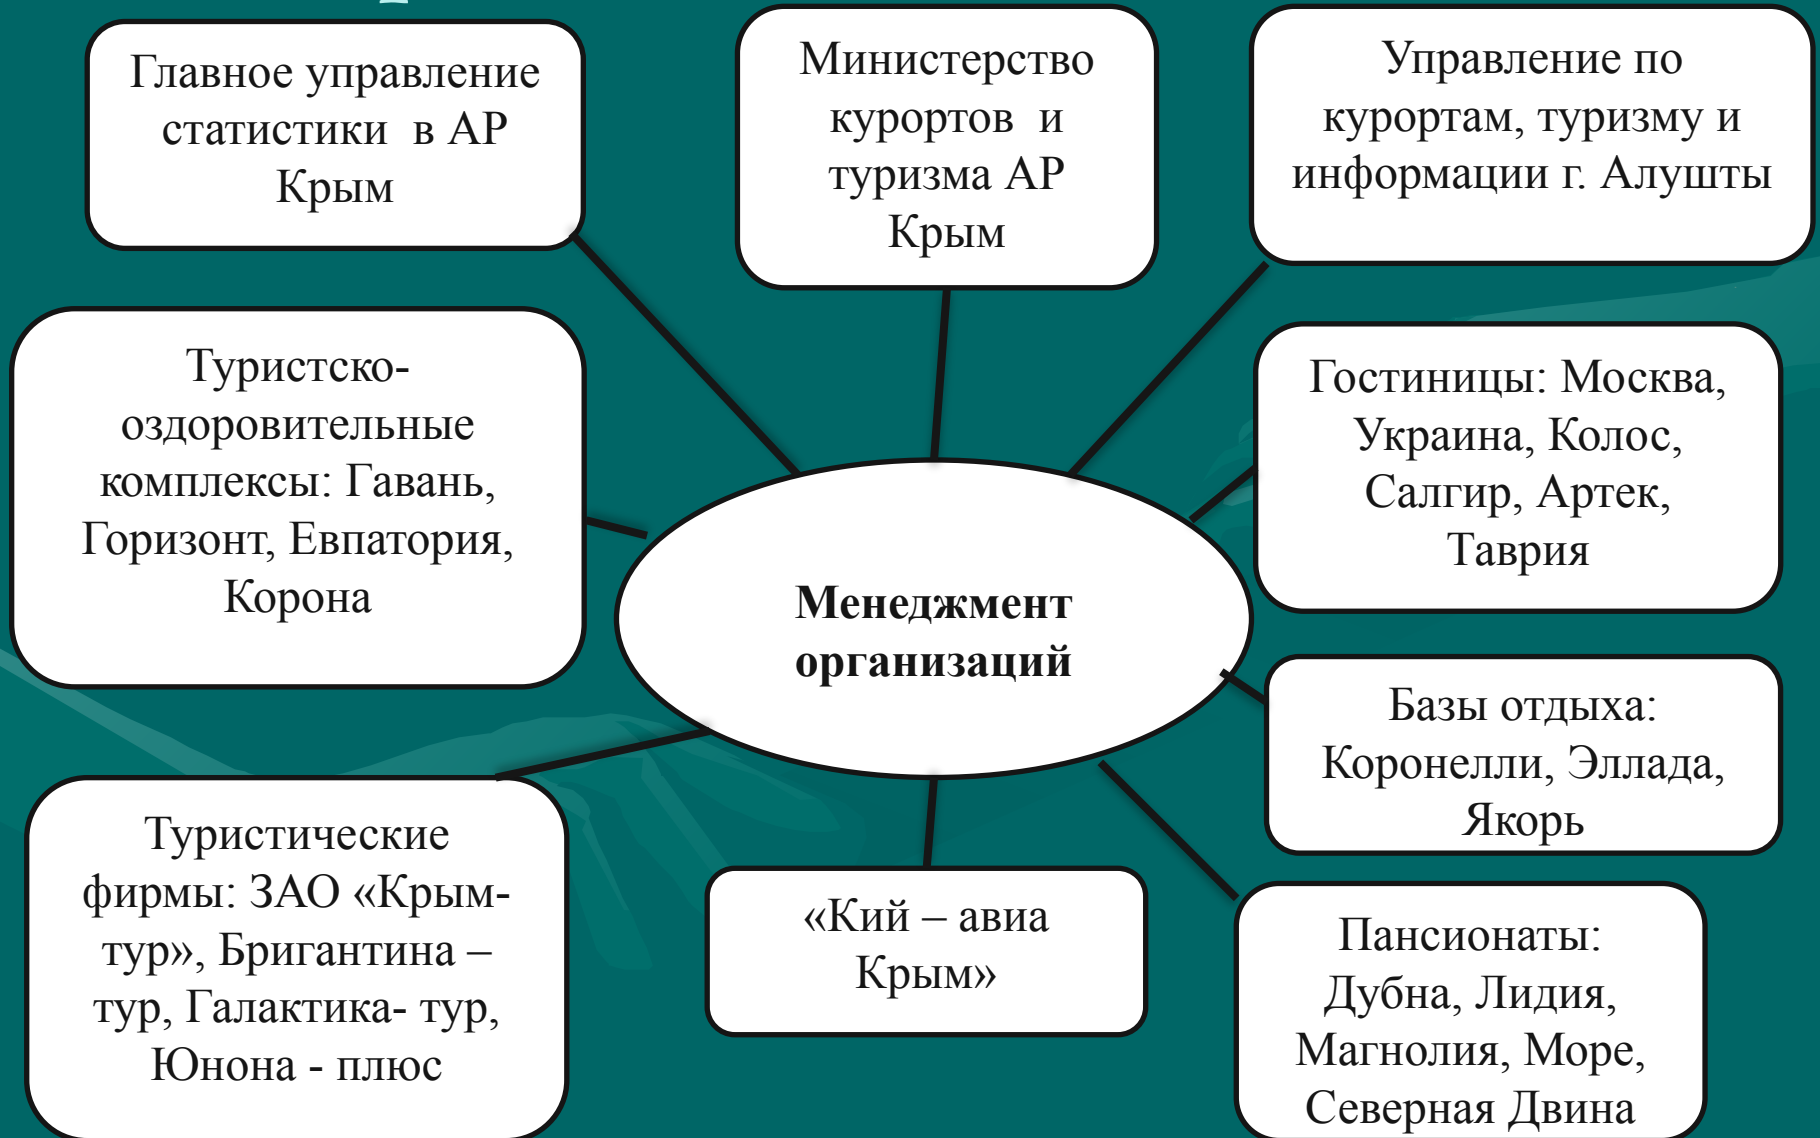 Главное управление
статистики в АР
Крым
Министерство
курортов и
туризма АР
Крым
Управление по
курортам, туризму и
информации г. Алушты
Туристско-
оздоровительные
комплексы: Гавань,
Горизонт, Евпатория,
Корона
Гостиницы: Москва,
Украина, Колос,
Салгир, Артек,
Таврия
Менеджмент
организаций
Базы отдыха:
Коронелли, Эллада,
Якорь
Туристические
фирмы: ЗАО «Крым-
тур», Бригантина –
тур, Галактика- тур,
Юнона - плюс
«Кий – авиа
Крым»
Пансионаты:
Дубна, Лидия,
Магнолия, Море,
Северная Двина